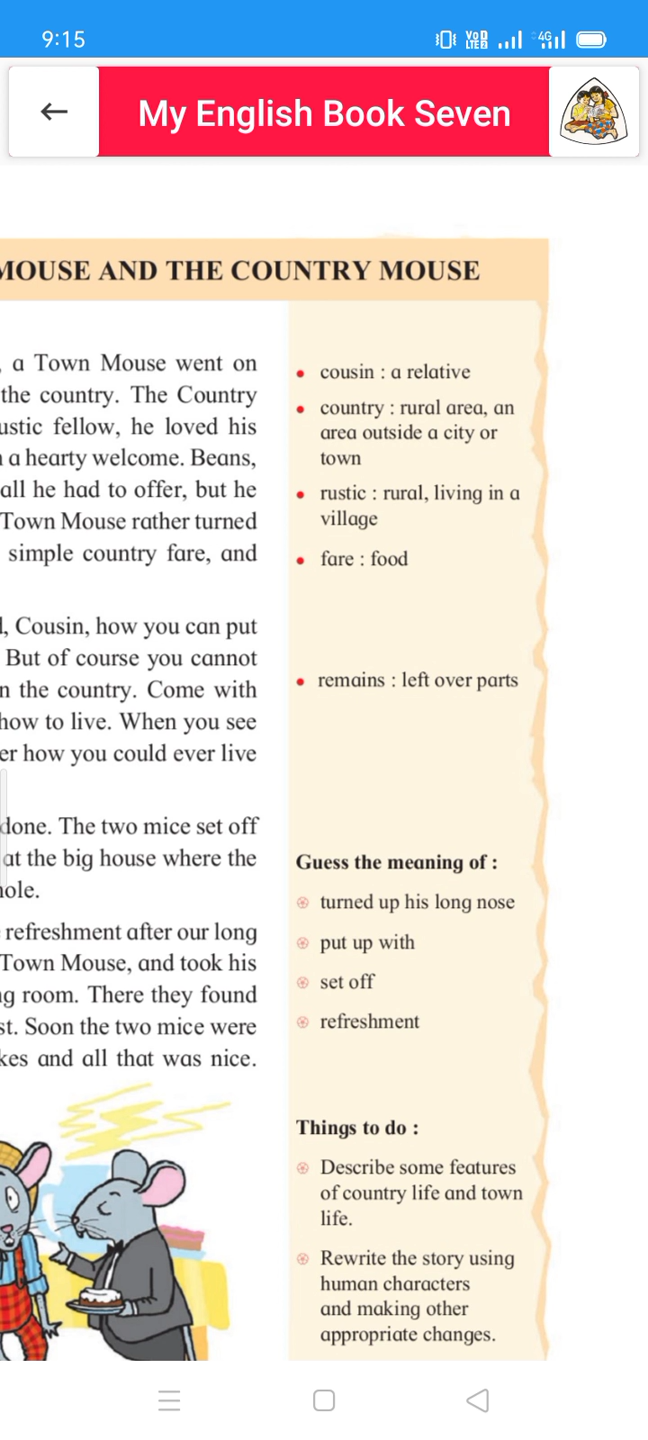 9:15
VoD LTED 4G
My English Book Seven
MOUSE AND THE COUNTRY MOUSE
, a Town Mouse went on
the country. The Country
ustic fellow, he loved his
a hearty welcome. Beans,
all he had to offer, but he
Town Mouse rather turned
simple country fare, and
, Cousin, how you can put
But of course you cannot
n the country. Come with
how to live. When you see
er how you could ever live
done. The two mice set off
at the big house where the
ole.
refreshment after our long
Town Mouse, and took his
g room. There they found
st. Soon the two mice were
kes and all that was nice.
• cousin : a relative
• country : rural area, an
area outside a city or
town
• rustic : rural, living in a
village
• fare : food
• remains : left over parts
Guess the meaning of :
turned up his long nose
put up with
set off
refreshment
Things to do :
Describe some features
of country life and town
life.
Rewrite the story using
human characters
and making other
appropriate changes.